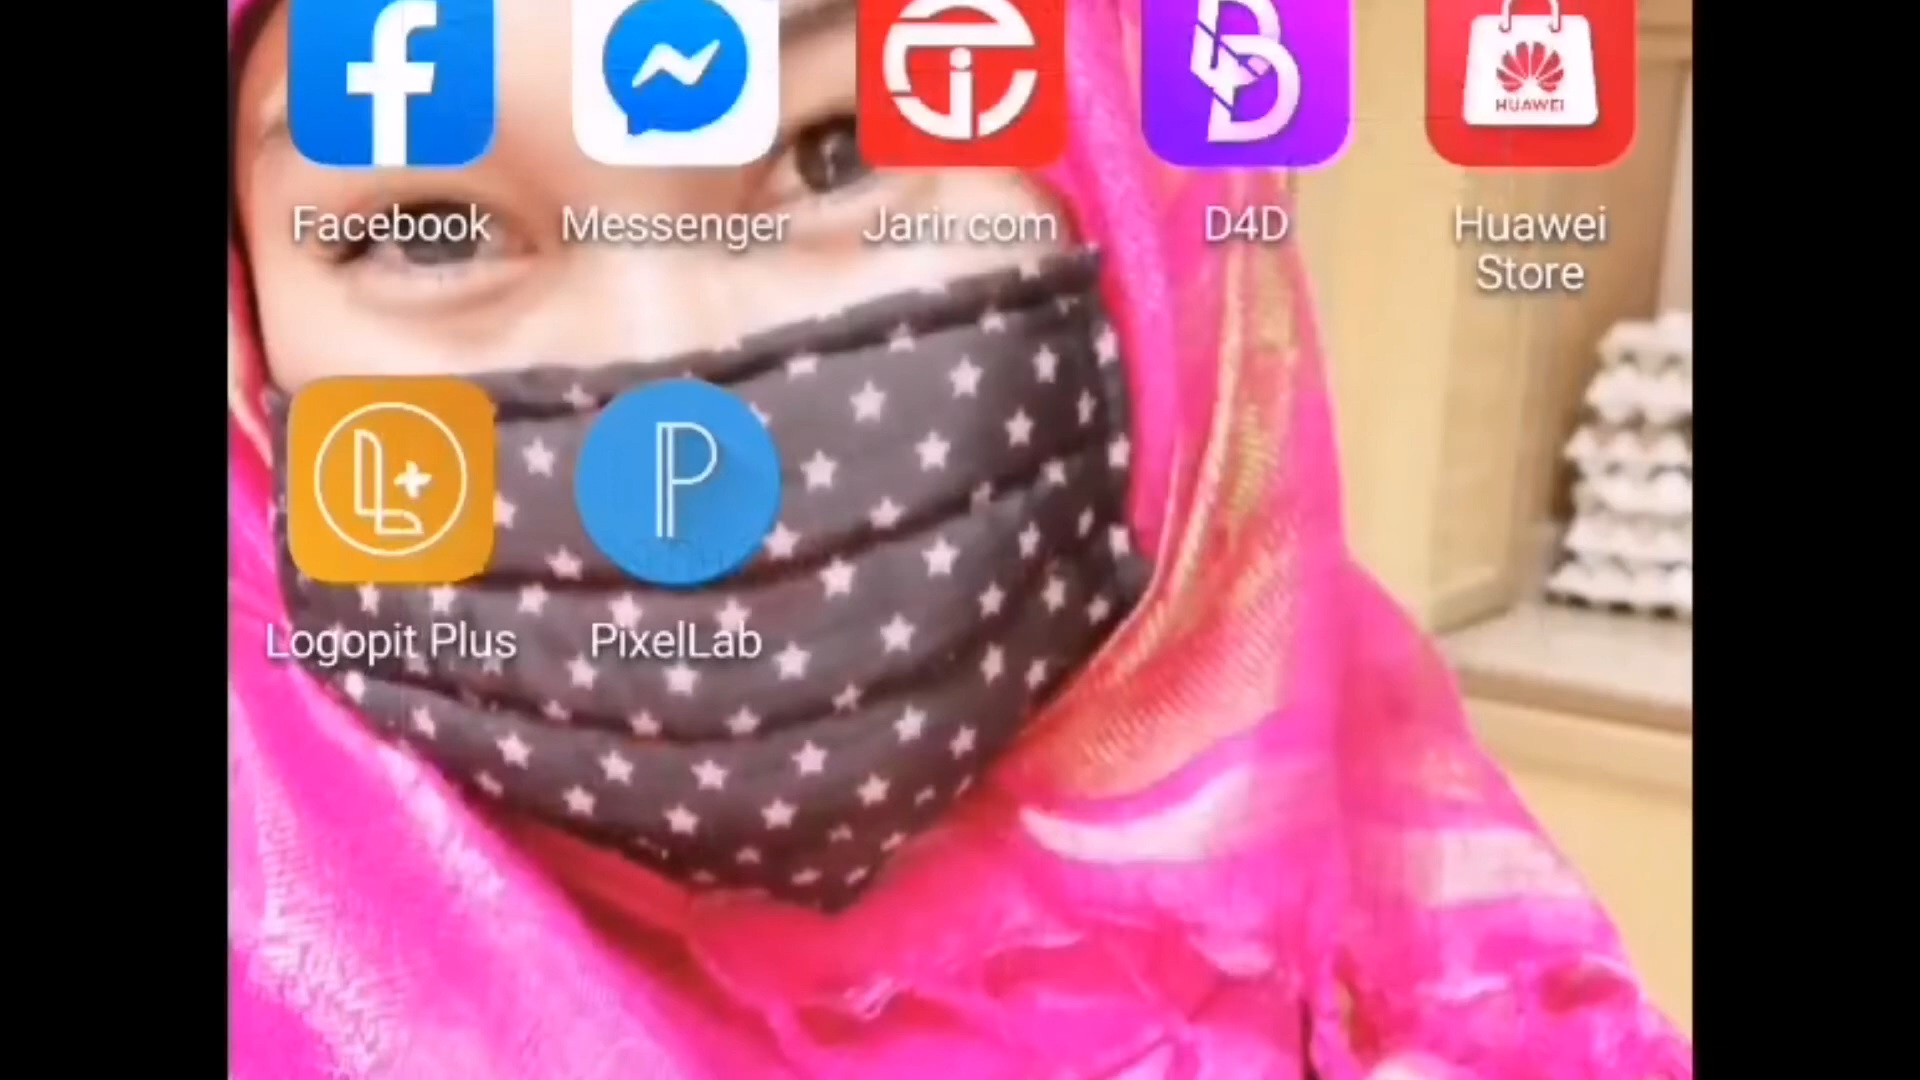 Facebook
Messenger
Jarir.com
D4D
HUAWEI
Huawei
Store
Logopit Plus
PixelLab